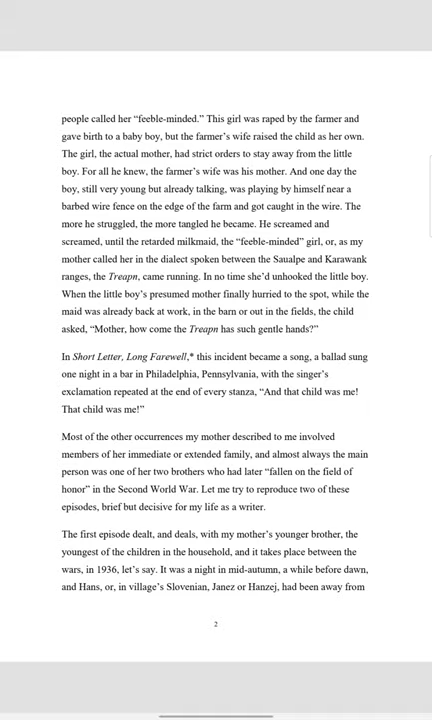 people called her “feeble-minded.” This girl was raped by the farmer and
gave birth to a baby boy, but the farmer’s wife raised the child as her own.
The girl, the actual mother, had strict orders to stay away from the little
boy. For all he knew, the farmer’s wife was his mother. And one day the
boy, still very young but already talking, was playing by himself near a
barbed wire fence on the edge of the farm and got caught in the wire. The
more he struggled, the more tangled he became. He screamed and
screamed, until the retarded milkmaid, the “feeble-minded” girl, or, as my
mother called her in the dialect spoken between the Saualpe and Karawank
ranges, the Treapn, came running. In no time she’d unhooked the little boy.
When the little boy’s presumed mother finally hurried to the spot, while the
maid was already back at work, in the barn or out in the fields, the child
asked, “Mother, how come the Treapn has such gentle hands?”
In Short Letter, Long Farewell,* this incident became a song, a ballad sung
one night in a bar in Philadelphia, Pennsylvania, with the singer’s
exclamation repeated at the end of every stanza, “And that child was me!
That child was me!”
Most of the other occurrences my mother described to me involved
members of her immediate or extended family, and almost always the main
person was one of her two brothers who had later “fallen on the field of
honor” in the Second World War. Let me try to reproduce two of these
episodes, brief but decisive for my life as a writer.
The first episode dealt, and deals, with my mother’s younger brother, the
youngest of the children in the household, and it takes place between the
wars, in 1936, let’s say. It was a night in mid-autumn, a while before dawn,
and Hans, or, in village’s Slovenian, Janez or Hanzej, had been away from
2